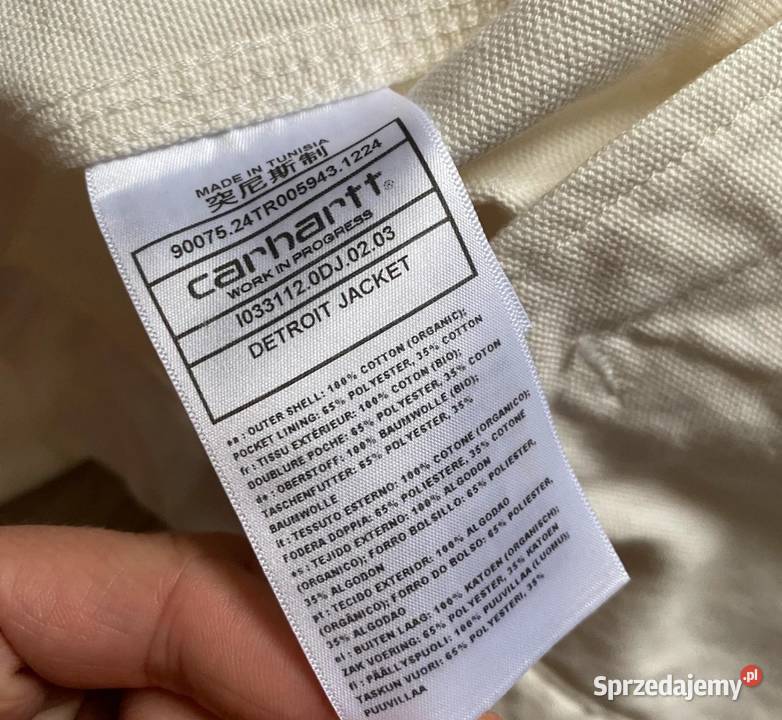 MADE IN TUNISIA
突尼斯制
90075.24TR005943.1224
carhartt®
WORK IN PROGRESS
I033112.0DJ.02.03
DETROIT JACKET
en : OUTER SHELL: 100% COTTON (ORGANIC);
POCKET LINING: 65% POLYESTER, 35% COTTON
fr : TISSU EXTÉRIEUR: 100% COTON (BIO);
DOUBLURE POCHE: 65% POLYESTER, 35% COTON
de : OBERSTOFF: 100% BAUMWOLLE (BIO);
TASCHENFUTTER: 65% POLYESTER, 35%
BAUMWOLLE
it : TESSUTO ESTERNO: 100% COTONE (ORGANICO);
FODERA DOPPIA: 65% POLIESTERE, 35% COTONE
es : TEJIDO EXTERNO: 100% ALGODON
(ORGANICO); FORRO BOLSILLO: 65% POLIESTER,
35% ALGODON
pt : TECIDO EXTERIOR: 100% ALGODAO
(ORGÁNICO); FORRO DO BOLSO: 65% POLIESTER,
35% ALGODAO
nl : BUITEN LAAG: 100% KATOEN (ORGANISCH);
ZAK VOERING: 65% POLYESTER, 35% KATOEN
fi : PÄÄLLYSPUOLI: 100% PUUVILLAA (LUOMU);
TASKUN VUORI: 65% POLYESTERI, 35%
PUUVILLAA
Sprzedajemy.pl